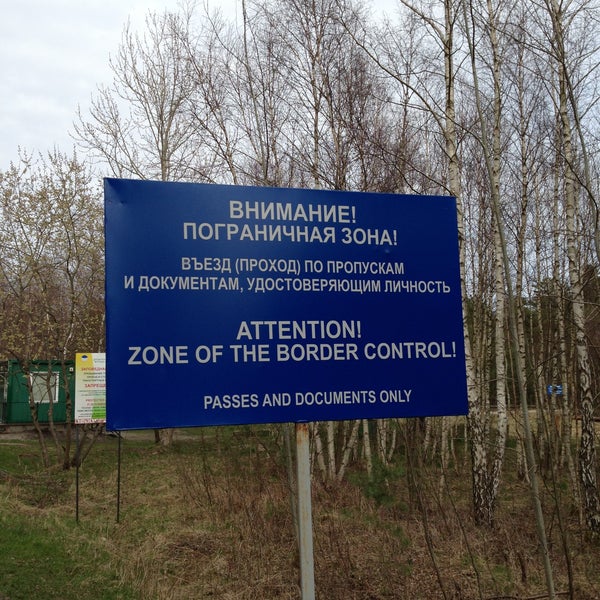 ВНИМАНИЕ!
ПОГРАНИЧНАЯ ЗОНА!
ВЪЕЗД (ПРОХОД) ПО ПРОПУСКАМ
И ДОКУМЕНТАМ, УДОСТОВЕРЯЮЩИМ ЛИЧНОСТЬ
ATTENTION!
ZONE OF THE BORDER CONTROL!
PASSES AND DOCUMENTS ONLY